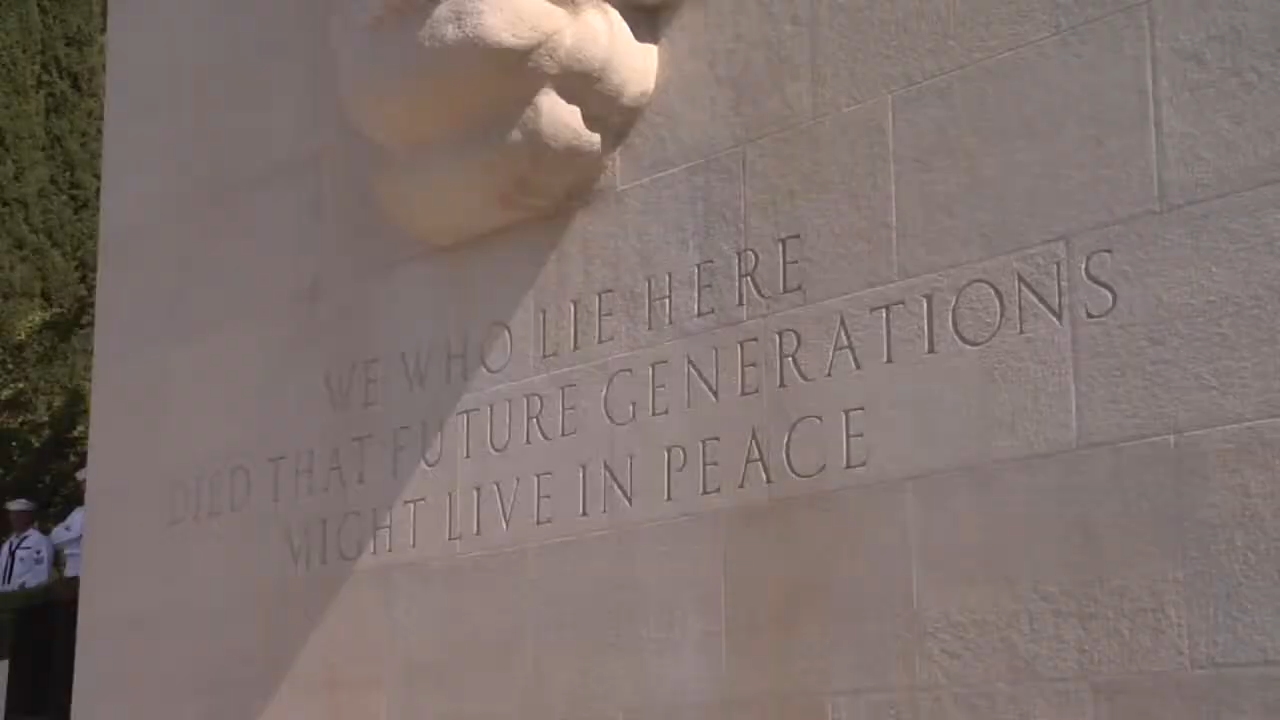 WE WHO LIE HERE
DIED THAT FUTURE GENERATIONS
MIGHT LIVE IN PEACE